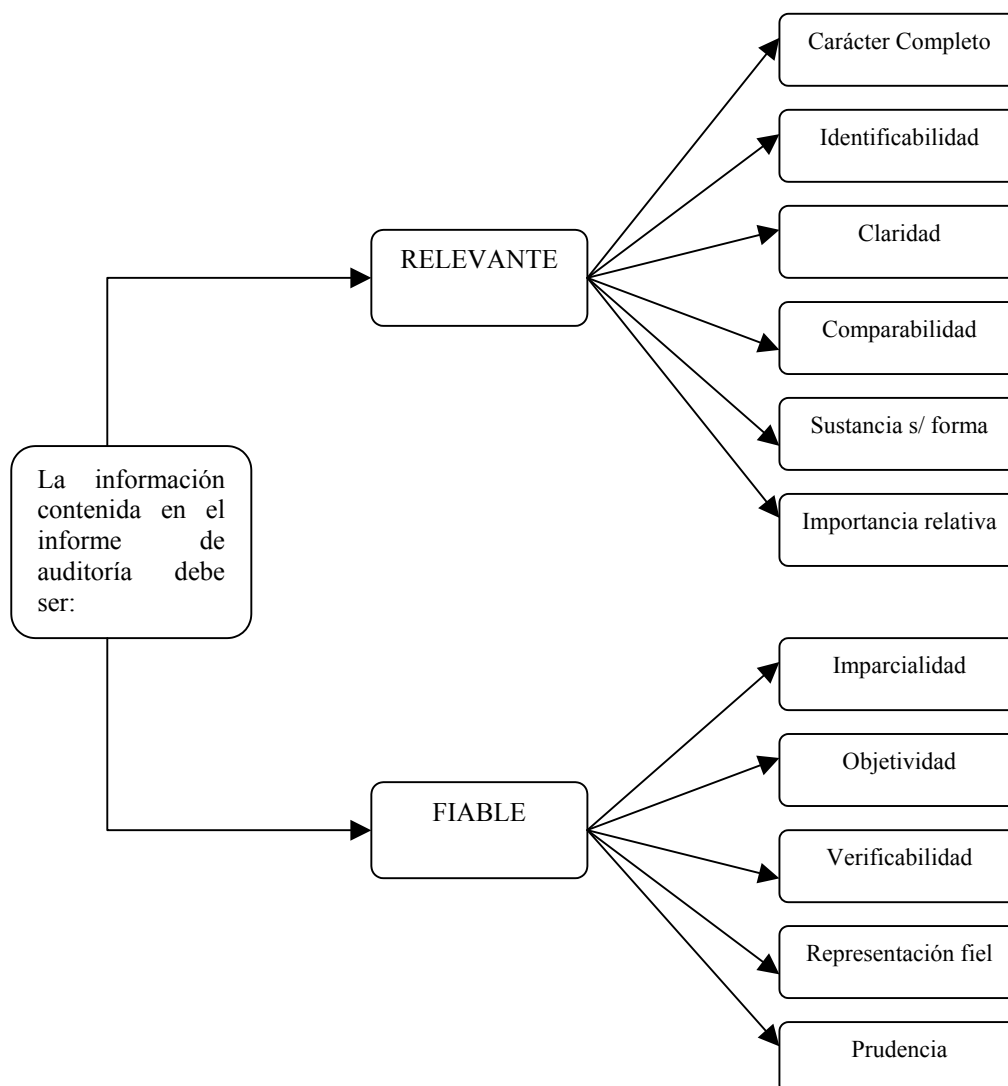 Carácter Completo
Identificabilidad
Claridad
RELEVANTE
Comparabilidad
Sustancia s/ forma
Importancia relativa
La información
contenida en el
informe de
auditoría debe
ser:
Imparcialidad
Objetividad
FIABLE
Verificabilidad
Representación fiel
Prudencia